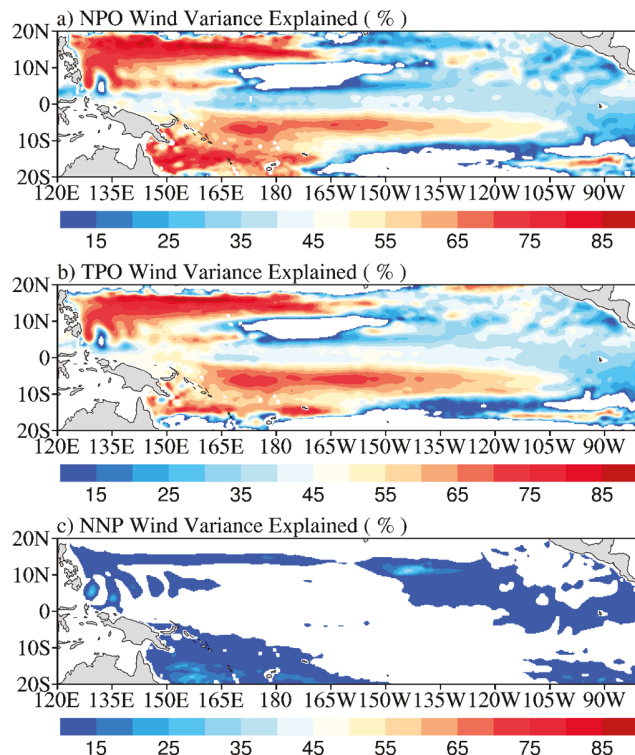 a) NPO Wind Variance Explained ( % )
20N
10N
0
10S
20S
120E 135E 150E 165E 180 165W 150W 135W 120W 105W 90W
15 25 35 45 55 65 75 85
b) TPO Wind Variance Explained ( % )
20N
10N
0
10S
20S
120E 135E 150E 165E 180 165W 150W 135W 120W 105W 90W
15 25 35 45 55 65 75 85
c) NNP Wind Variance Explained ( % )
20N
10N
0
10S
20S
120E 135E 150E 165E 180 165W 150W 135W 120W 105W 90W
15 25 35 45 55 65 75 85